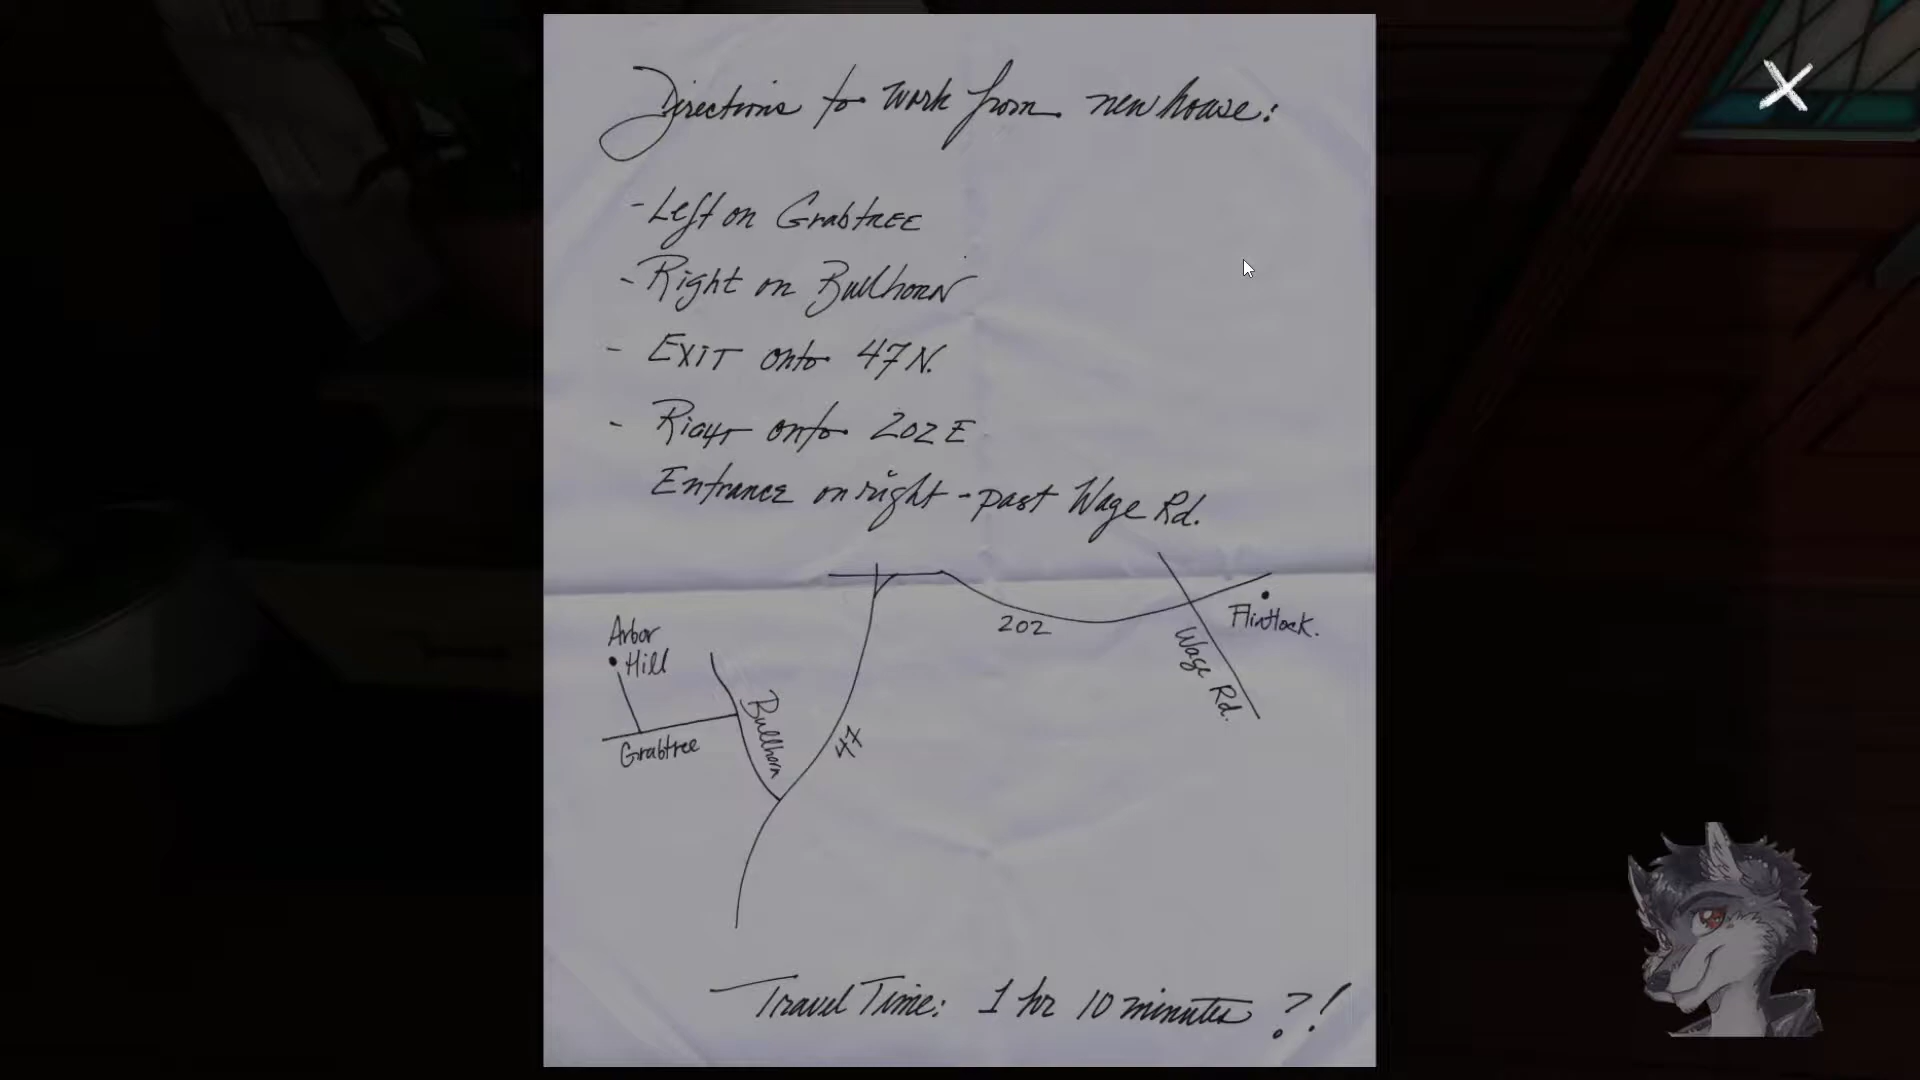 Directions to work from new house:
- Left on Grabtree
- Right on Bullhorn
- Exit onto 47 N.
- Right onto 202 E
Entrance on right - past Wage Rd.
Arbor
Hill
Grabtree
Bullhorn
47
202
Wage Rd.
Flintlock.
Travel Time: 1 hr 10 minutes ?!